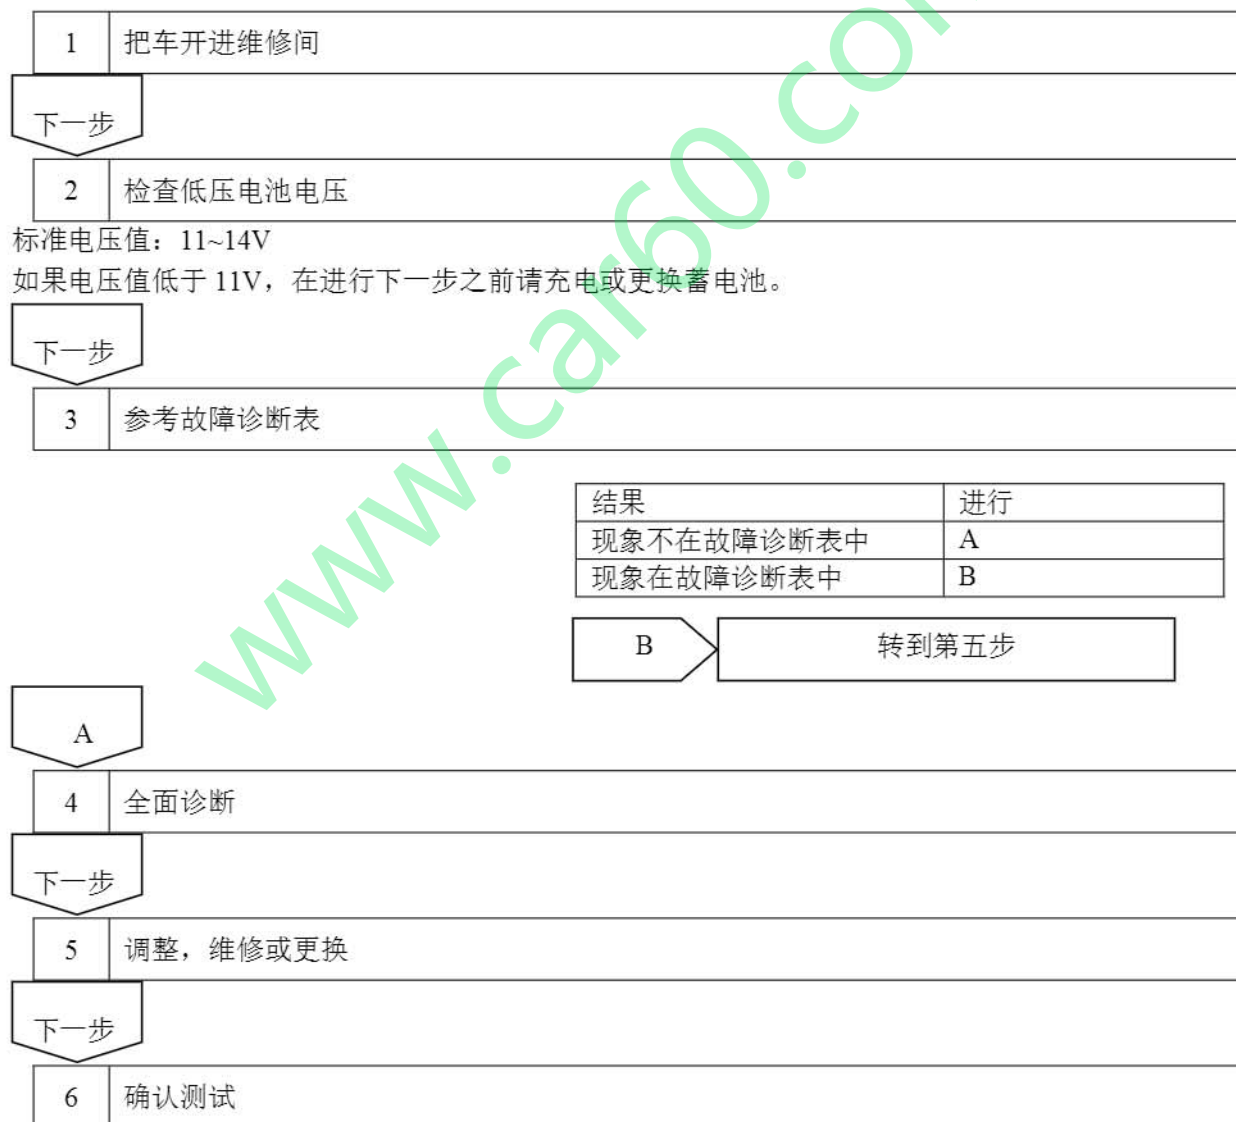 1 把车开进维修间
下一步
2 检查低压电池电压
标准电压值：11~14V
如果电压值低于 11V，在进行下一步之前请充电或更换蓄电池。
下一步
3 参考故障诊断表
结果 进行
现象不在故障诊断表中 A
现象在故障诊断表中 B
B 转到第五步
A
4 全面诊断
下一步
5 调整，维修或更换
下一步
6 确认测试
www.car60.co